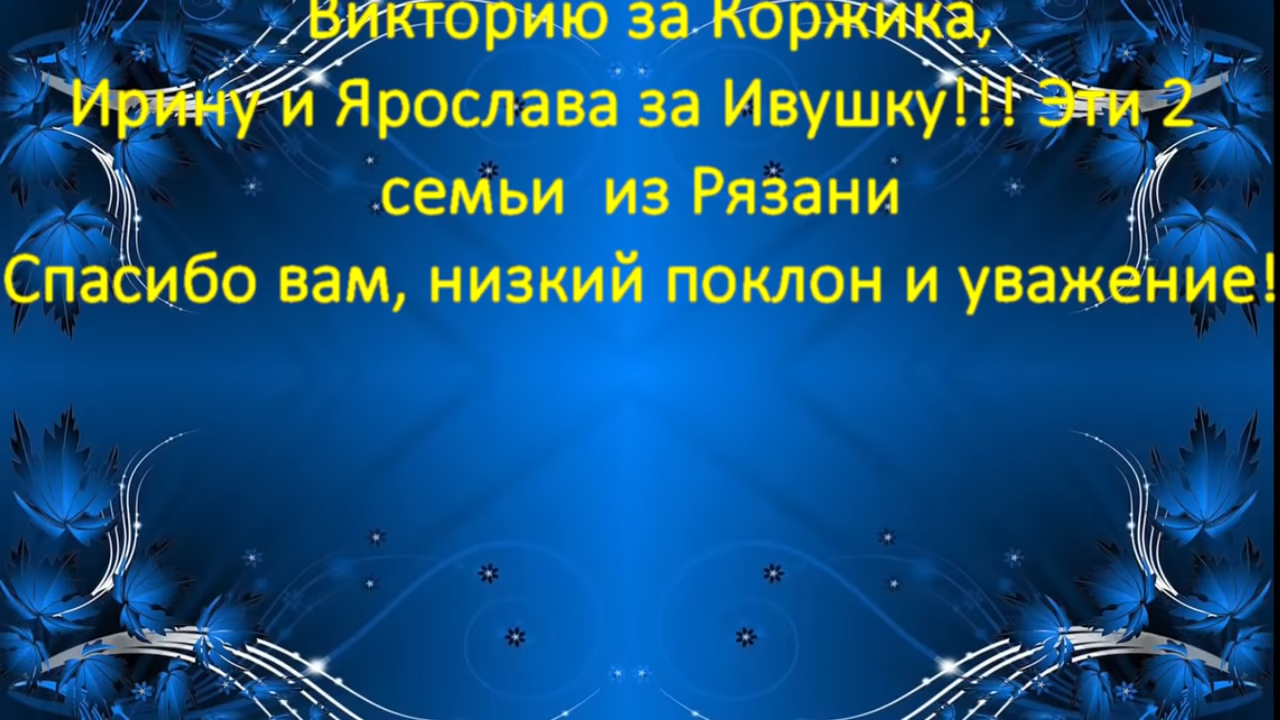 Викторию за Коржика,
Ирину и Ярослава за Ивушку!!! Эти 2
семьи из Рязани
Спасибо вам, низкий поклон и уважение!